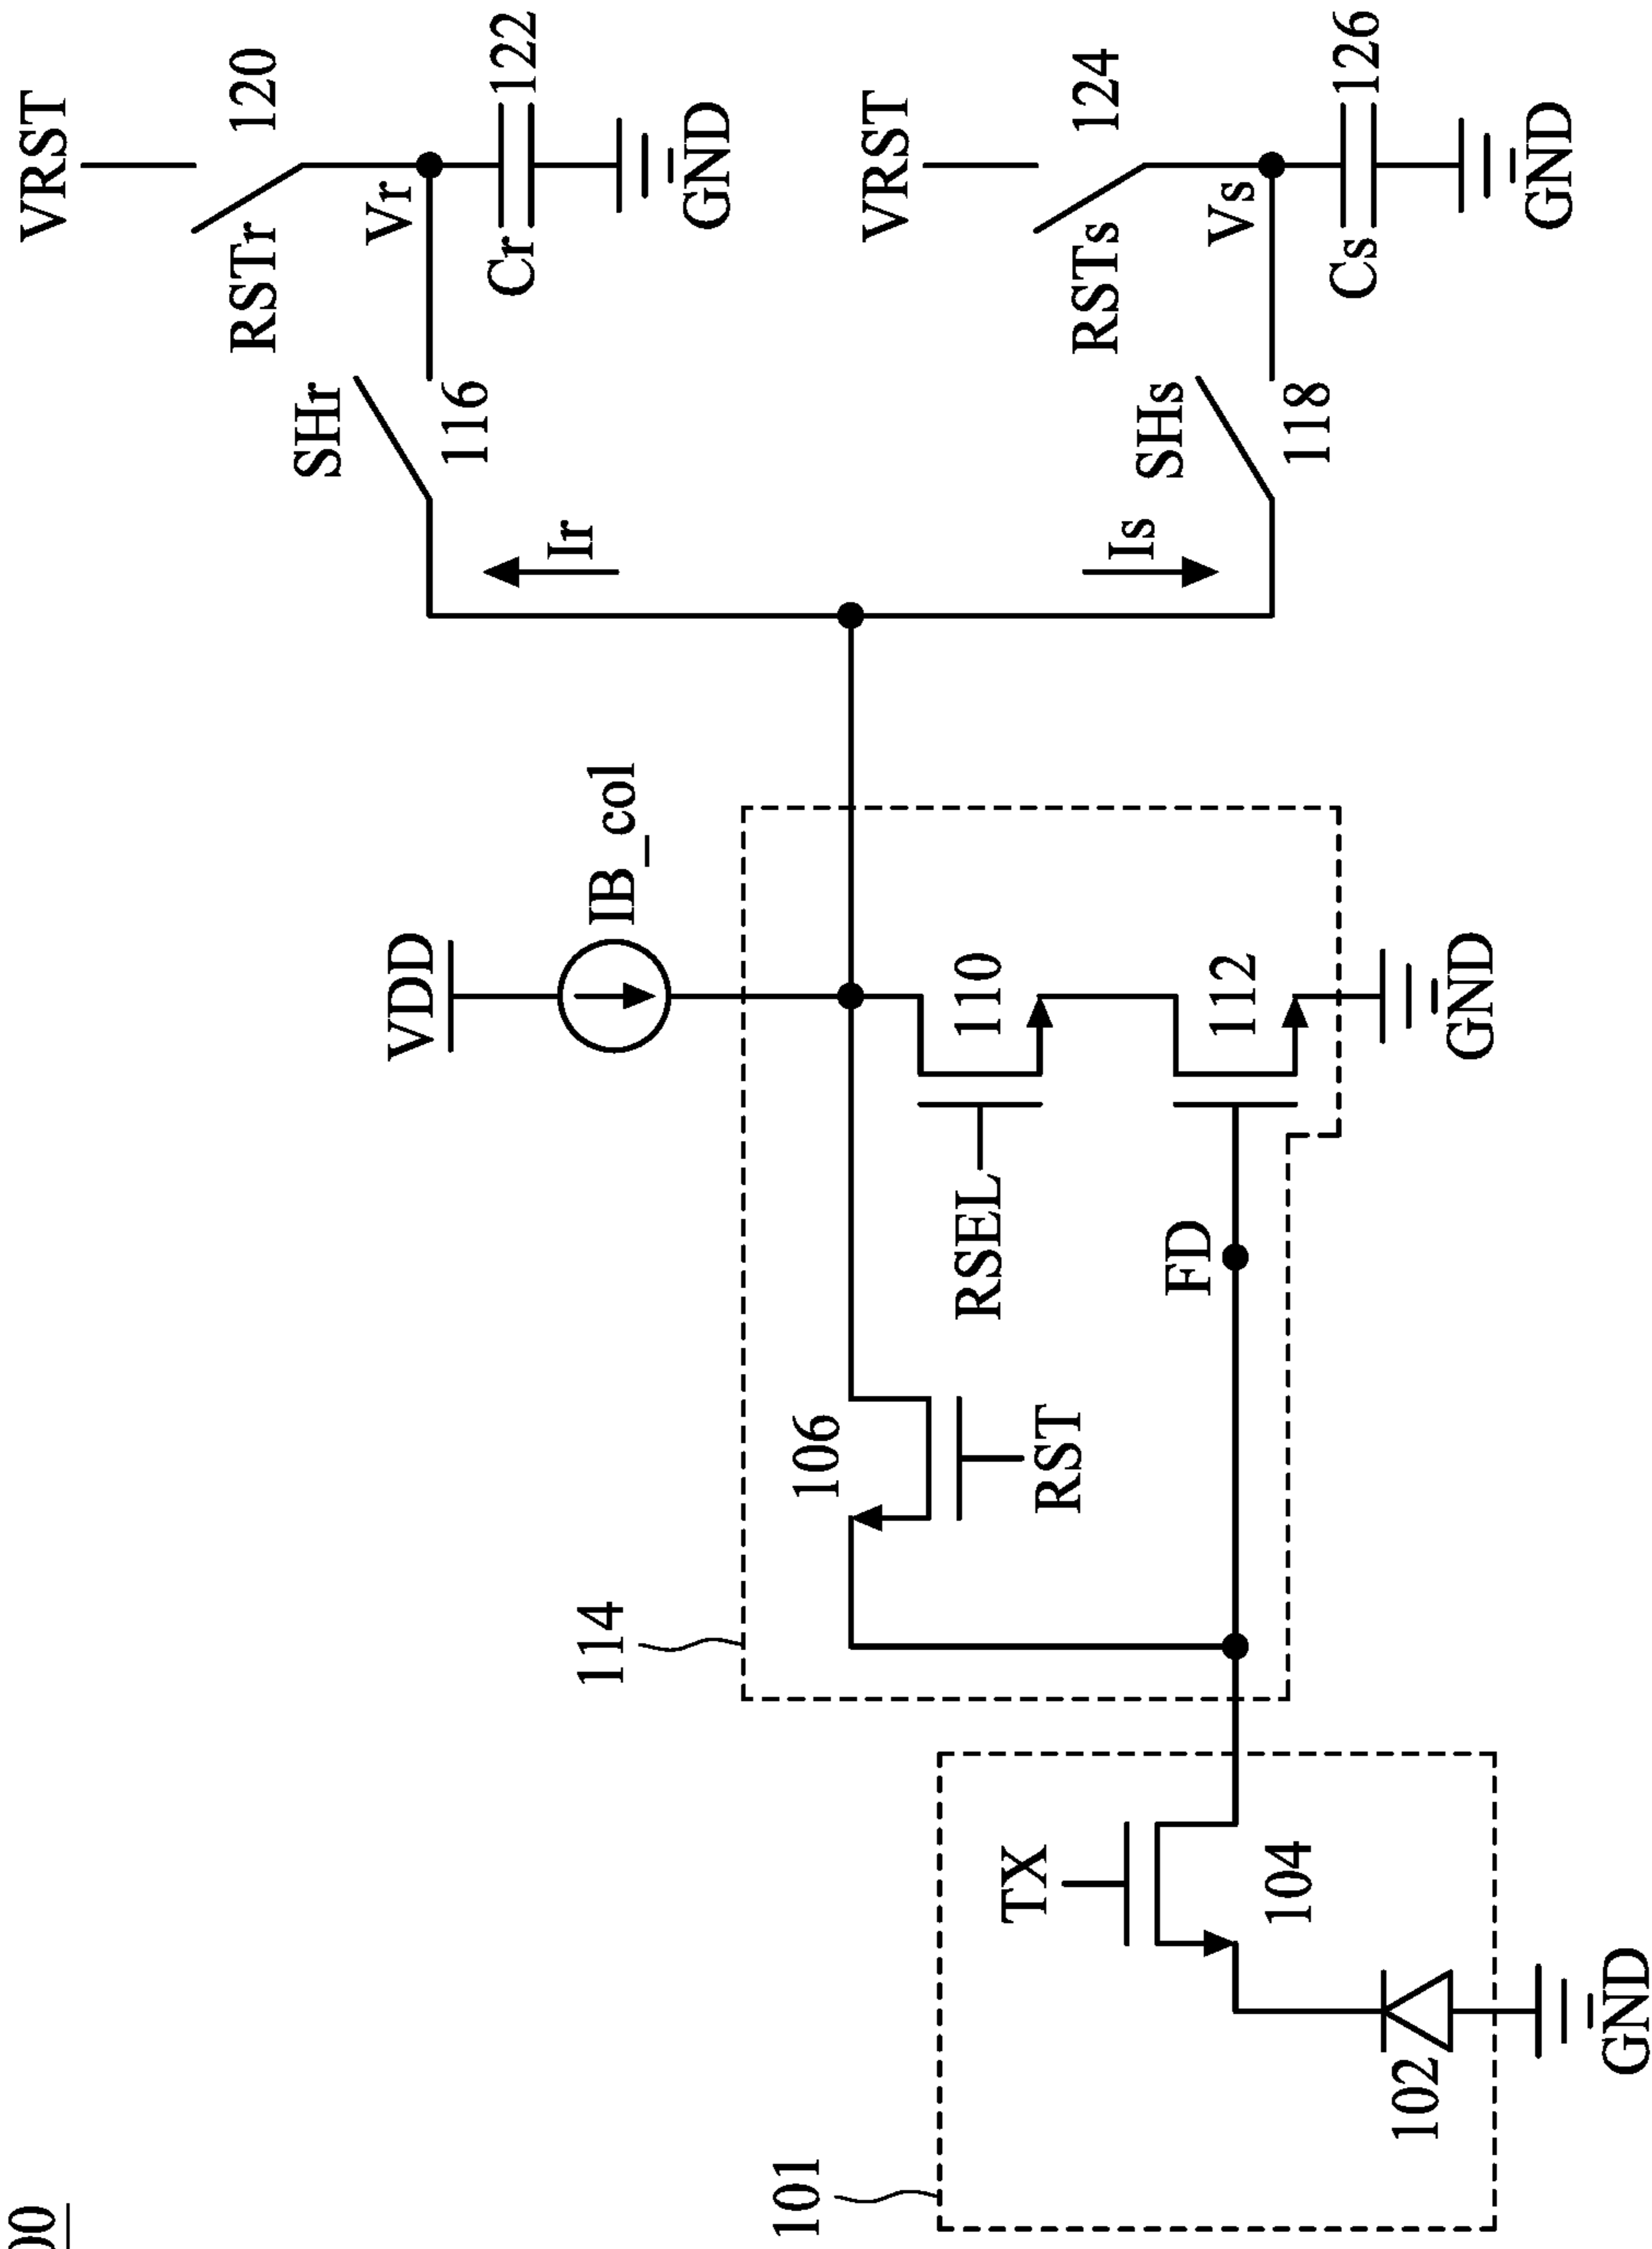 00
101
TX
104
102
GND
114
106
RST
FD
RSEL
110
112
GND
VDD
IB_col
Ir
Is
SHr
116
SHs
118
VRST
RSTr
120
Vr
Cr
122
GND
VRST
RSTs
124
Vs
Cs
126
GND